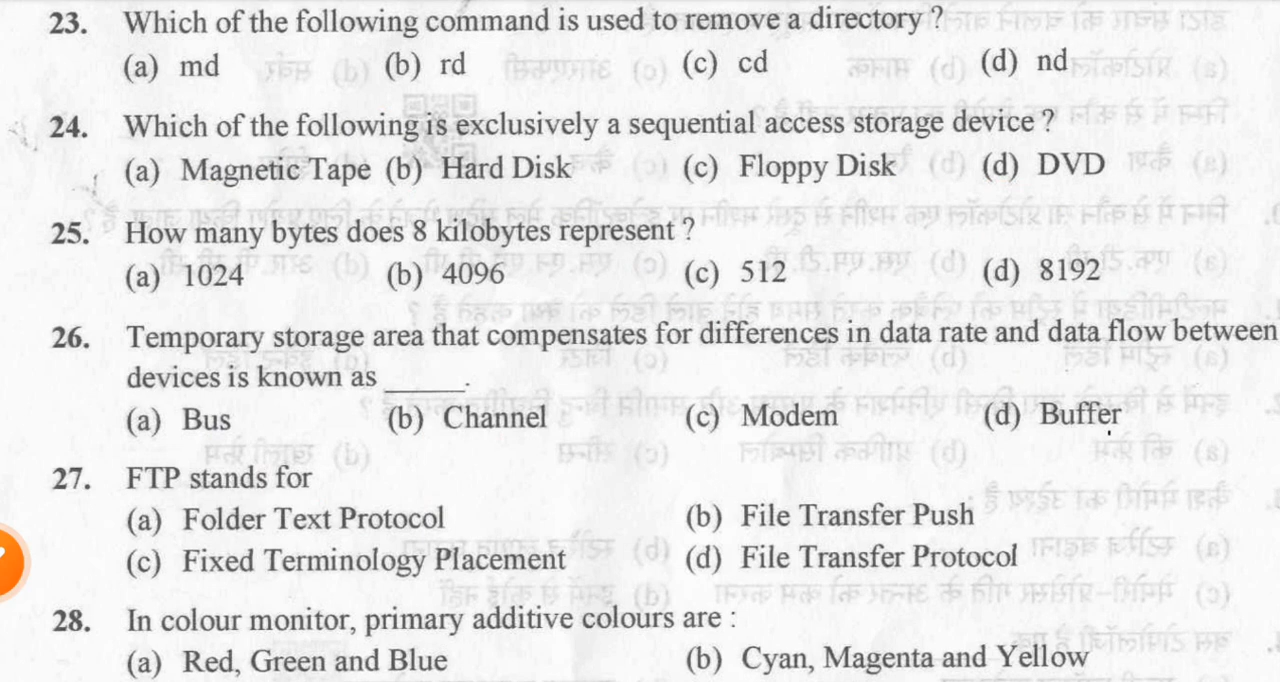 23. Which of the following command is used to remove a directory ?
(a) md (b) rd (c) cd (d) nd
24. Which of the following is exclusively a sequential access storage device ?
(a) Magnetic Tape (b) Hard Disk (c) Floppy Disk (d) DVD
25. How many bytes does 8 kilobytes represent ?
(a) 1024 (b) 4096 (c) 512 (d) 8192
26. Temporary storage area that compensates for differences in data rate and data flow between
devices is known as ______.
(a) Bus (b) Channel (c) Modem (d) Buffer
27. FTP stands for
(a) Folder Text Protocol (b) File Transfer Push
(c) Fixed Terminology Placement (d) File Transfer Protocol
28. In colour monitor, primary additive colours are :
(a) Red, Green and Blue (b) Cyan, Magenta and Yellow